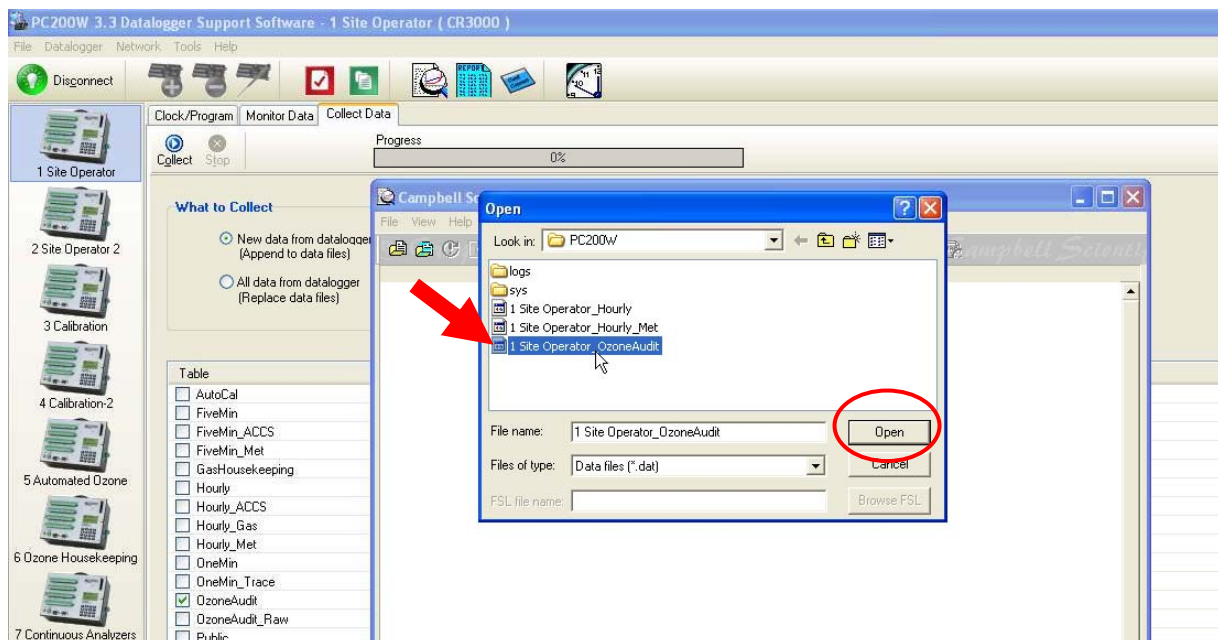 PC200W 3.3 Datalogger Support Software - 1 Site Operator ( CR3000 )
File Datalogger Network Tools Help
Disconnect
Clock/Program Monitor Data Collect Data
Collect Stop
Progress
0%
1 Site Operator
2 Site Operator 2
3 Calibration
4 Calibration-2
5 Automated Ozone
6 Ozone Housekeeping
7 Continuous Analyzers
What to Collect
New data from datalogger
(Append to data files)
All data from datalogger
(Replace data files)
Table
AutoCal
FiveMin
FiveMin_ACCS
FiveMin_Met
GasHousekeeping
Hourly
Hourly_ACCS
Hourly_Gas
Hourly_Met
OneMin
OneMin_Trace
OzoneAudit
OzoneAudit_Raw
Public
Campbell Sc
File View Help
Campbell Scienti
Open
Look in: PC200W
logs
sys
1 Site Operator_Hourly
1 Site Operator_Hourly_Met
1 Site Operator_OzoneAudit
File name: 1 Site Operator_OzoneAudit Open
Files of type: Data files (*.dat) Cancel
FSL file name: Browse FSL